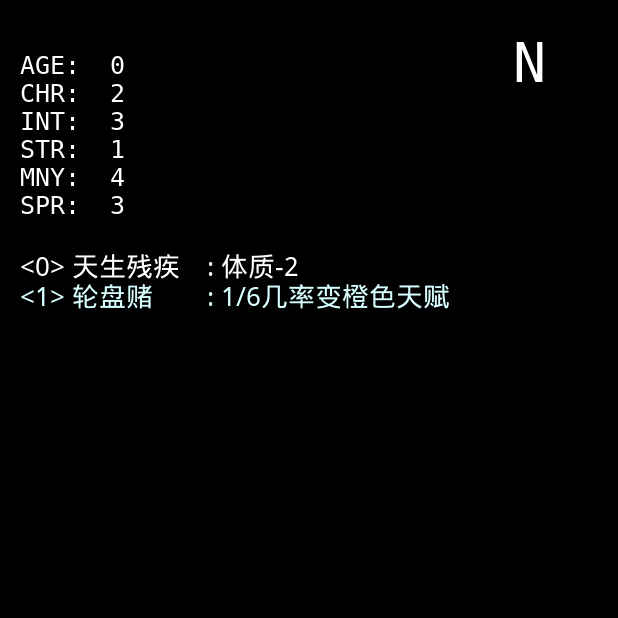 N
AGE: 0
CHR: 2
INT: 3
STR: 1
MNY: 4
SPR: 3
<0> 天生残疾 : 体质-2
<1> 轮盘赌 : 1/6几率变橙色天赋